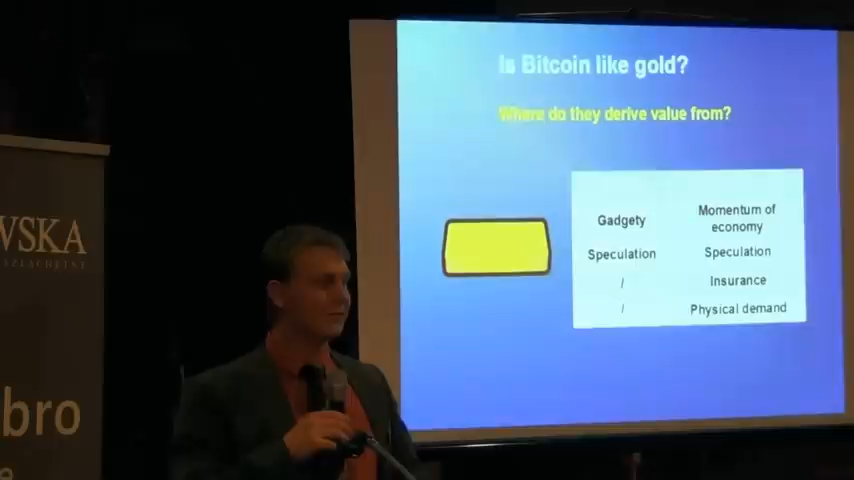 Is Bitcoin like gold?
Where do they derive value from?
Gadgety
Momentum of
economy
Speculation
Speculation
/
Insurance
/
Physical demand
VSKA
bro